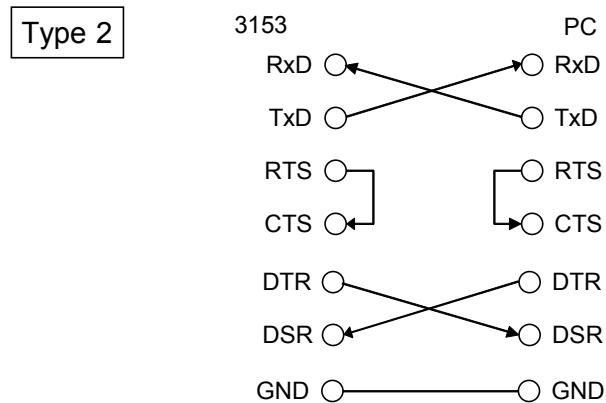 Type 2
3153 PC
RxD RxD
TxD TxD
RTS RTS
CTS CTS
DTR DTR
DSR DSR
GND GND